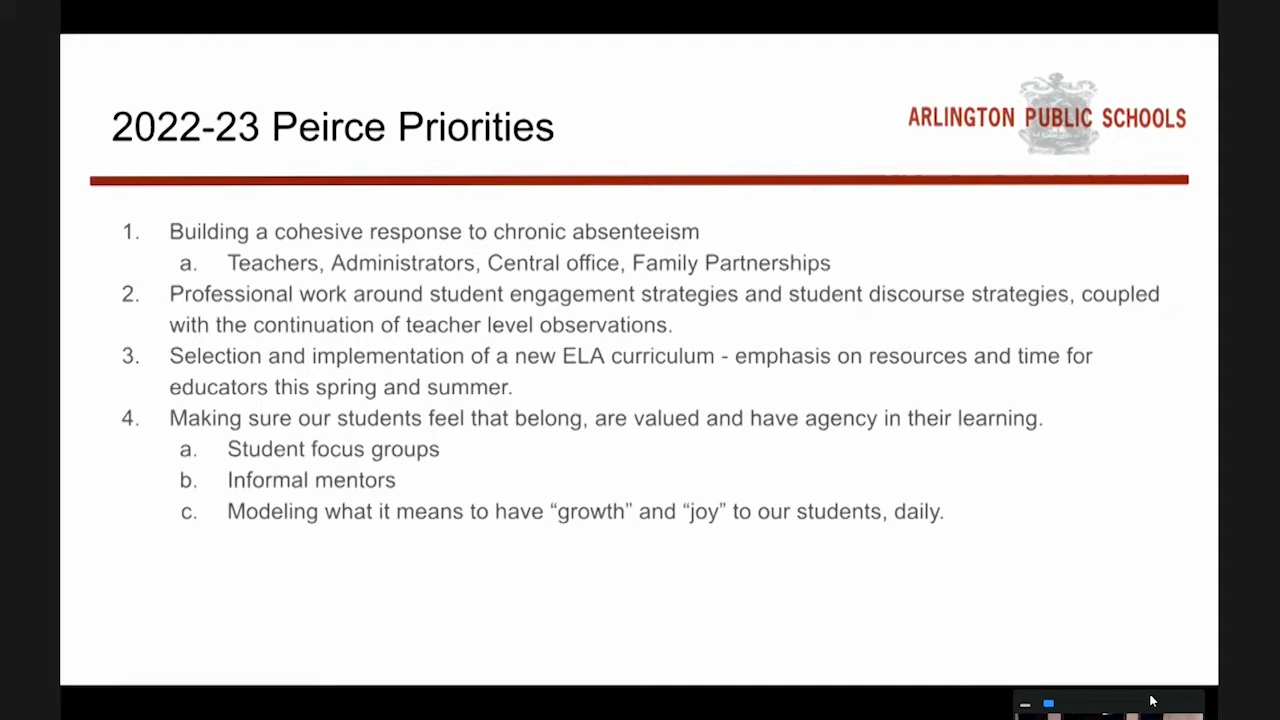 2022-23 Peirce Priorities
ARLINGTON PUBLIC SCHOOLS
1. Building a cohesive response to chronic absenteeism
a. Teachers, Administrators, Central office, Family Partnerships
2. Professional work around student engagement strategies and student discourse strategies, coupled
with the continuation of teacher level observations.
3. Selection and implementation of a new ELA curriculum - emphasis on resources and time for
educators this spring and summer.
4. Making sure our students feel that belong, are valued and have agency in their learning.
a. Student focus groups
b. Informal mentors
c. Modeling what it means to have “growth” and “joy” to our students, daily.